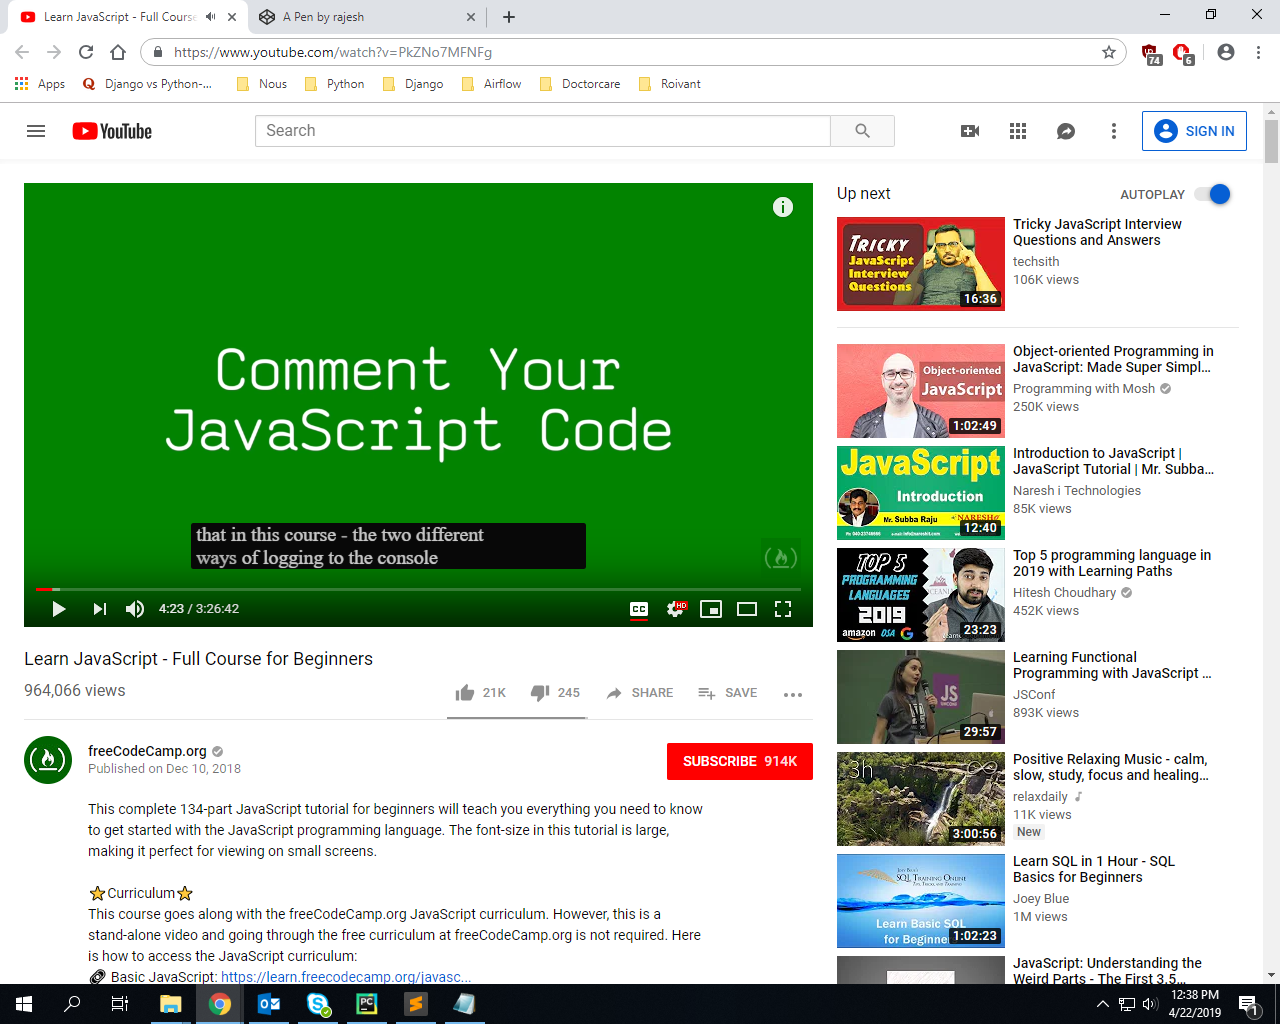 Learn JavaScript - Full Course
A Pen by rajesh
https://www.youtube.com/watch?v=PkZNo7MFNFg
74
6
Apps
Django vs Python-...
Nous
Python
Django
Airflow
Doctorcare
Roivant
YouTube
Search
SIGN IN
Comment Your
JavaScript Code
that in this course - the two different
ways of logging to the console
4:23 / 3:26:42
CC
HD
Learn JavaScript - Full Course for Beginners
964,066 views
21K
245
SHARE
SAVE
freeCodeCamp.org
Published on Dec 10, 2018
SUBSCRIBE 914K
This complete 134-part JavaScript tutorial for beginners will teach you everything you need to know
to get started with the JavaScript programming language. The font-size in this tutorial is large,
making it perfect for viewing on small screens.
⭐Curriculum⭐
This course goes along with the freeCodeCamp.org JavaScript curriculum. However, this is a
stand-alone video and going through the free curriculum at freeCodeCamp.org is not required. Here
is how to access the JavaScript curriculum:
🔗 Basic JavaScript: https://learn.freecodecamp.org/javasc...
Up next
AUTOPLAY
TRICKY
JavaScript
Interview
Questions
16:36
Tricky JavaScript Interview
Questions and Answers
techsith
106K views
Object-oriented
JavaScript
1:02:49
Object-oriented Programming in
JavaScript: Made Super Simpl...
Programming with Mosh
250K views
JavaScript
Introduction
Mr. Subba Raju
NARESH
12:40
Introduction to JavaScript |
JavaScript Tutorial | Mr. Subba...
Naresh i Technologies
85K views
TOP 5
PROGRAMMING
LANGUAGES
2019
amazon
DSA
G
23:23
Top 5 programming language in
2019 with Learning Paths
Hitesh Choudhary
452K views
JS
29:57
Learning Functional
Programming with JavaScript ...
JSConf
893K views
3h
3:00:56
Positive Relaxing Music - calm,
slow, study, focus and healing...
relaxdaily
11K views
New
SQL TRAINING ONLINE
Learn Basic SQL
for Beginners
1:02:23
Learn SQL in 1 Hour - SQL
Basics for Beginners
Joey Blue
1M views
JavaScript: Understanding the
Weird Parts - The First 3.5...
PC
12:38 PM
4/22/2019
1